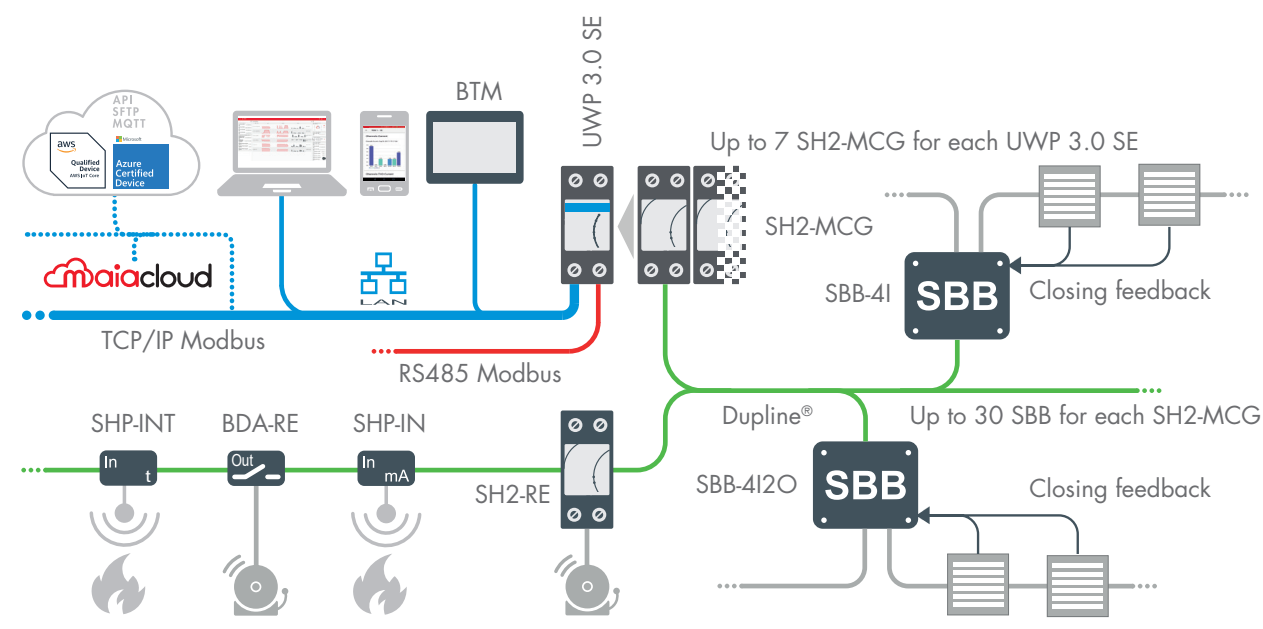 UWP 3.0 SE
API
SFTP
MQTT
aws
Qualified
Device
AWS IoT Core
Microsoft
Azure
Certified
Device
BTM
Up to 7 SH2-MCG for each UWP 3.0 SE
SH2-MCG
maiacloud
LAN
SBB-4I
SBB
Closing feedback
TCP/IP Modbus
RS485 Modbus
Dupline®
Up to 30 SBB for each SH2-MCG
SHP-INT
BDA-RE
SHP-IN
In
t
Out
In
mA
SH2-RE
SBB-4I2O
SBB
Closing feedback